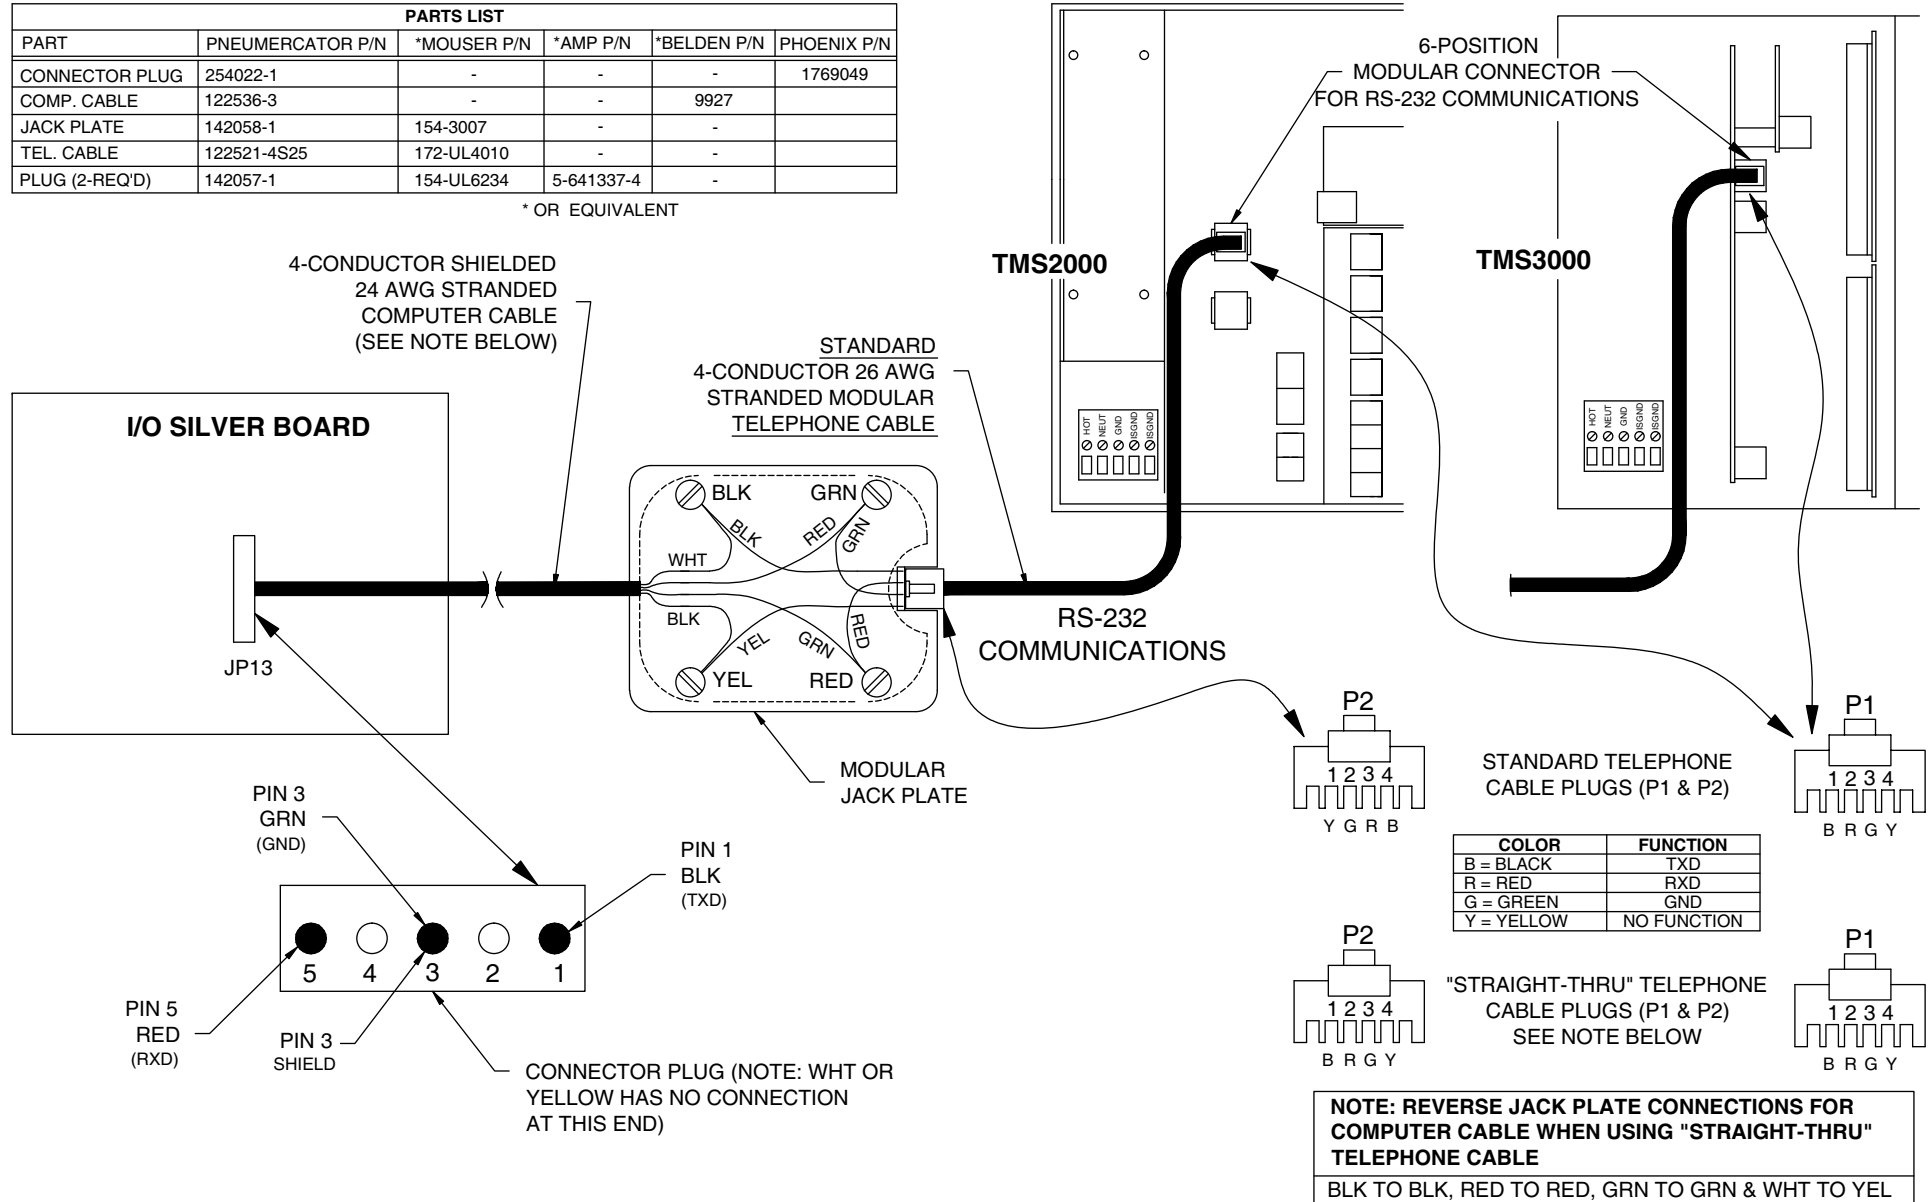 PARTS LIST
PART PNEUMERCATOR P/N *MOUSER P/N *AMP P/N *BELDEN P/N PHOENIX P/N
CONNECTOR PLUG 254022-1 - - - 1769049
COMP. CABLE 122536-3 - - 9927
JACK PLATE 142058-1 154-3007 - -
TEL. CABLE 122521-4S25 172-UL4010 - -
PLUG (2-REQ'D) 142057-1 154-UL6234 5-641337-4 -
* OR EQUIVALENT
6-POSITION
MODULAR CONNECTOR
FOR RS-232 COMMUNICATIONS
TMS2000
TMS3000
HOT
NEUT
GND
ISGND
ISGND
HOT
NEUT
GND
ISGND
ISGND
4-CONDUCTOR SHIELDED
24 AWG STRANDED
COMPUTER CABLE
(SEE NOTE BELOW)
STANDARD
4-CONDUCTOR 26 AWG
STRANDED MODULAR
TELEPHONE CABLE
I/O SILVER BOARD
JP13
BLK
GRN
BLK
RED
GRN
WHT
BLK
YEL
GRN
RED
YEL
RED
RS-232
COMMUNICATIONS
MODULAR
JACK PLATE
PIN 3
GRN
(GND)
PIN 1
BLK
(TXD)
5 4 3 2 1
PIN 5
RED
(RXD)
PIN 3
SHIELD
CONNECTOR PLUG (NOTE: WHT OR
YELLOW HAS NO CONNECTION
AT THIS END)
P2
1 2 3 4
Y G R B
STANDARD TELEPHONE
CABLE PLUGS (P1 & P2)
P1
1 2 3 4
B R G Y
COLOR FUNCTION
B = BLACK TXD
R = RED RXD
G = GREEN GND
Y = YELLOW NO FUNCTION
P2
1 2 3 4
B R G Y
"STRAIGHT-THRU" TELEPHONE
CABLE PLUGS (P1 & P2)
SEE NOTE BELOW
P1
1 2 3 4
B R G Y
NOTE: REVERSE JACK PLATE CONNECTIONS FOR
COMPUTER CABLE WHEN USING "STRAIGHT-THRU"
TELEPHONE CABLE
BLK TO BLK, RED TO RED, GRN TO GRN & WHT TO YEL